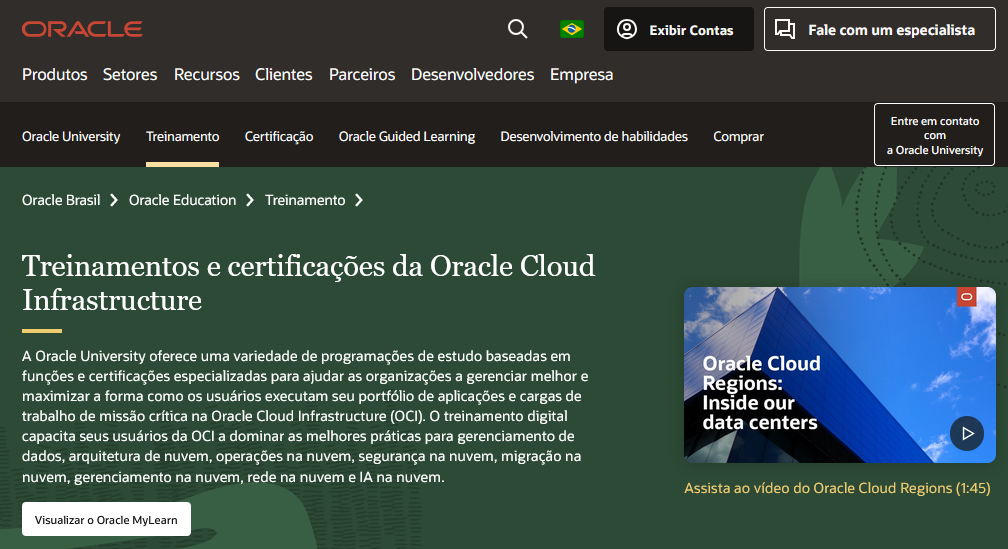 ORACLE
Exibir Contas
Fale com um especialista
Produtos Setores Recursos Clientes Parceiros Desenvolvedores Empresa
Oracle University Treinamento Certificação Oracle Guided Learning Desenvolvimento de habilidades Comprar
Entre em contato
com
a Oracle University
Oracle Brasil Oracle Education Treinamento
Treinamentos e certificações da Oracle Cloud
Infrastructure
A Oracle University oferece uma variedade de programações de estudo baseadas em
funções e certificações especializadas para ajudar as organizações a gerenciar melhor e
maximizar a forma como os usuários executam seu portfólio de aplicações e cargas de
trabalho de missão crítica na Oracle Cloud Infrastructure (OCI). O treinamento digital
capacita seus usuários da OCI a dominar as melhores práticas para gerenciamento de
dados, arquitetura de nuvem, operações na nuvem, segurança na nuvem, migração na
nuvem, gerenciamento na nuvem, rede na nuvem e IA na nuvem.
Visualizar o Oracle MyLearn
Oracle Cloud
Regions:
Inside our
data centers
Assista ao vídeo do Oracle Cloud Regions (1:45)